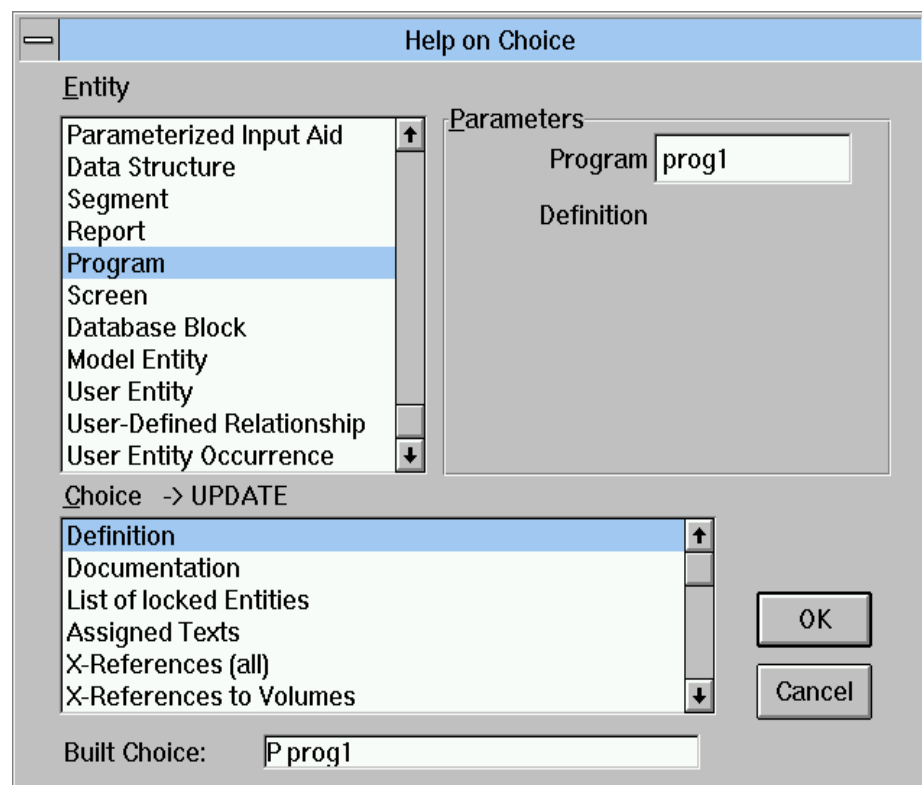 Help on Choice
Entity
Parameterized Input Aid
Data Structure
Segment
Report
Program
Screen
Database Block
Model Entity
User Entity
User-Defined Relationship
User Entity Occurrence
Parameters
Program prog1
Definition
Choice -> UPDATE
Definition
Documentation
List of locked Entities
Assigned Texts
X-References (all)
X-References to Volumes
OK
Cancel
Built Choice: P prog1